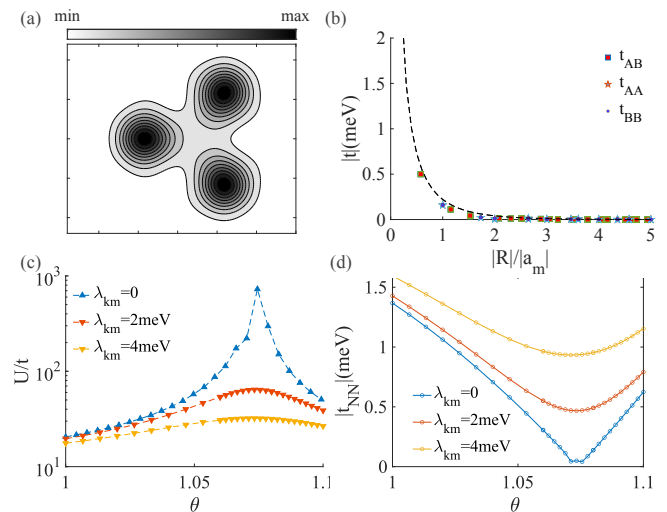 (a)
min
max
(b)
2
1.5
1
0.5
0
|t|(meV)
t_AB
t_AA
t_BB
0 1 2 3 4 5
|R|/|a_m|
(c)
10^3
10^2
10^1
U/t
λ_km=0
λ_km=2meV
λ_km=4meV
1 1.05 1.1
θ
(d)
1.5
1
0.5
0
|t_NN|(meV)
λ_km=0
λ_km=2meV
λ_km=4meV
1 1.05 1.1
θ